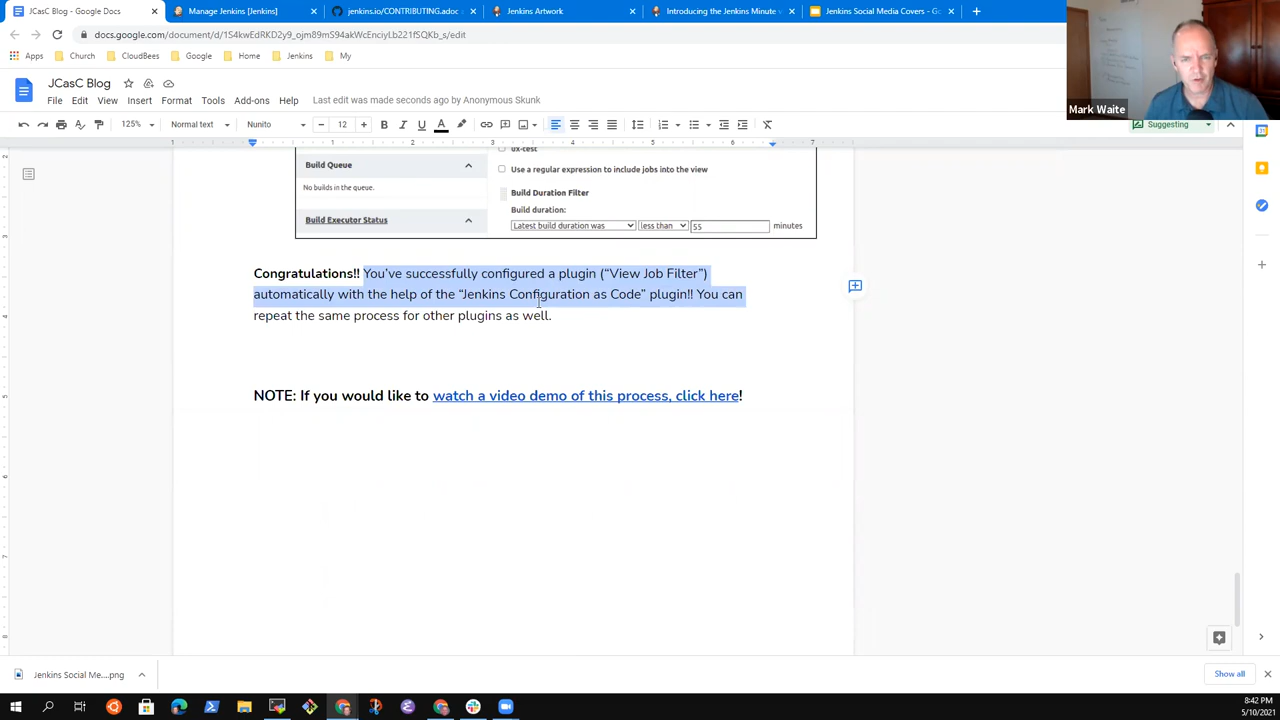 JCasC Blog - Google Docs
Manage Jenkins [Jenkins]
jenkins.io/CONTRIBUTING.adoc
Jenkins Artwork
Introducing the Jenkins Minute
Jenkins Social Media Covers - Go
docs.google.com/document/d/1S4kwEdRKD2y9_ojm89mS94akWcEnciyLb221fSQKb_s/edit
Apps
Church
CloudBees
Google
Home
Jenkins
My
Mark Waite
JCasC Blog
File Edit View Insert Format Tools Add-ons Help
Last edit was made seconds ago by Anonymous Skunk
125%
Normal text
Nunito
12
Suggesting
ux-test
Build Queue
Use a regular expression to include jobs into the view
No builds in the queue.
Build Duration Filter
Build duration:
Build Executor Status
Latest build duration was less than 55 minutes
Congratulations!! You’ve successfully configured a plugin (“View Job Filter”)
automatically with the help of the “Jenkins Configuration as Code” plugin!! You can
repeat the same process for other plugins as well.
NOTE: If you would like to watch a video demo of this process, click here!
Jenkins Social Me....png
Show all
8:42 PM
5/10/2021